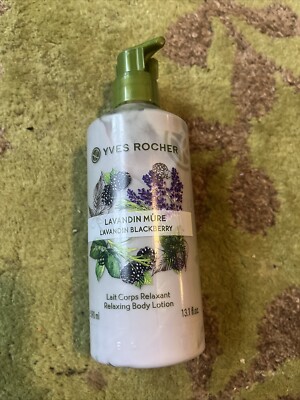 YVES ROCHER
LAVANDIN MÛRE
LAVANDIN BLACKBERRY
Lait Corps Relaxant
Relaxing Body Lotion
13.1 fl.oz.